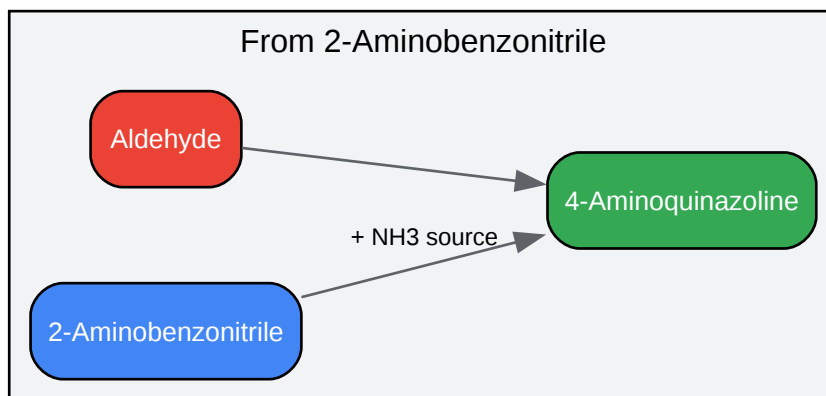 From 2-Aminobenzonitrile
Aldehyde
4-Aminoquinazoline
+ NH3 source
2-Aminobenzonitrile